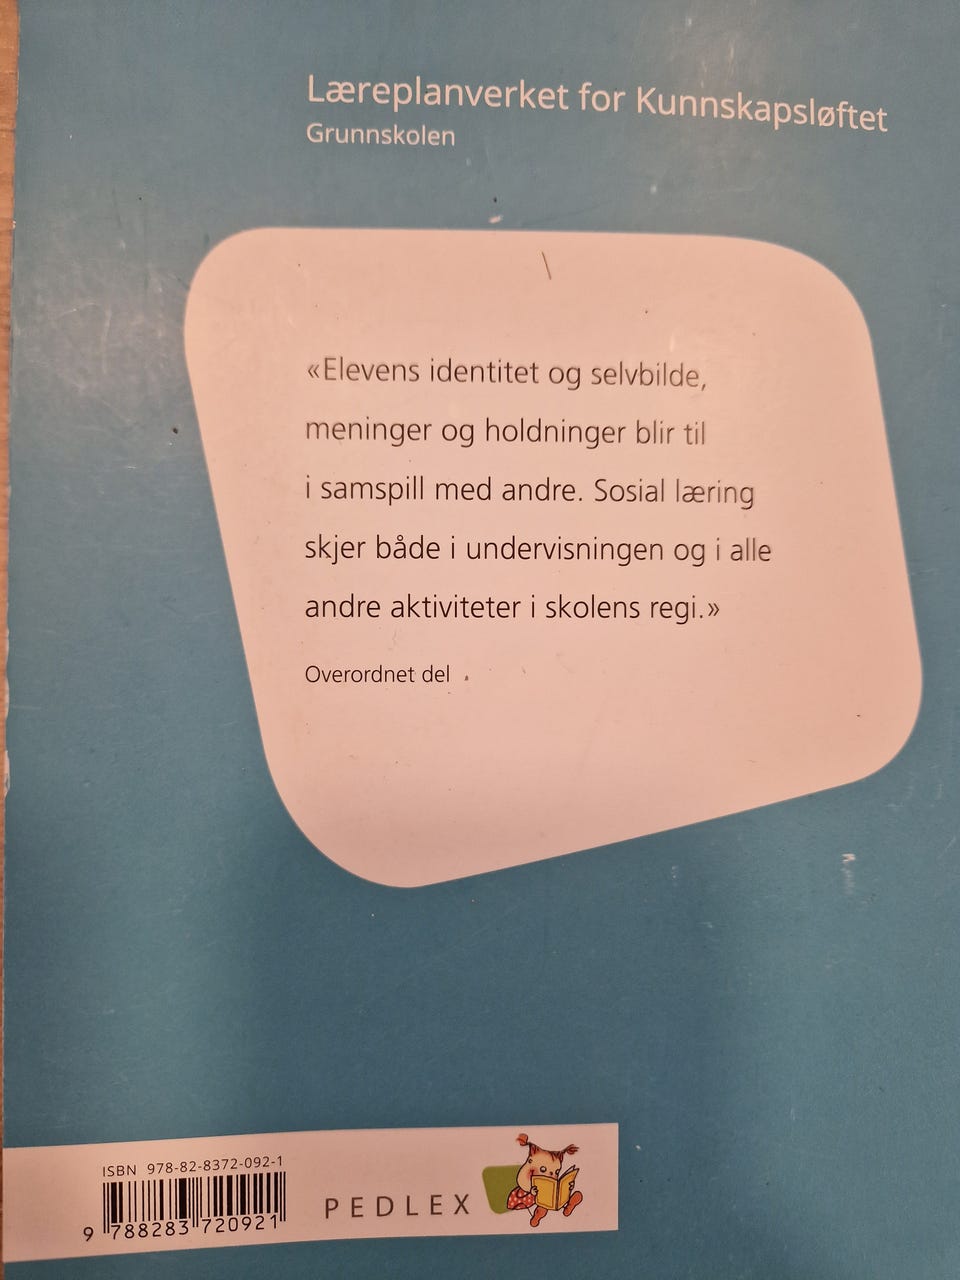 Læreplanverket for Kunnskapsløftet
Grunnskolen
«Elevens identitet og selvbilde,
meninger og holdninger blir til
i samspill med andre. Sosial læring
skjer både i undervisningen og i alle
andre aktiviteter i skolens regi.»
Overordnet del
ISBN 978-82-8372-092-1
9 788283 720921
PEDLEX